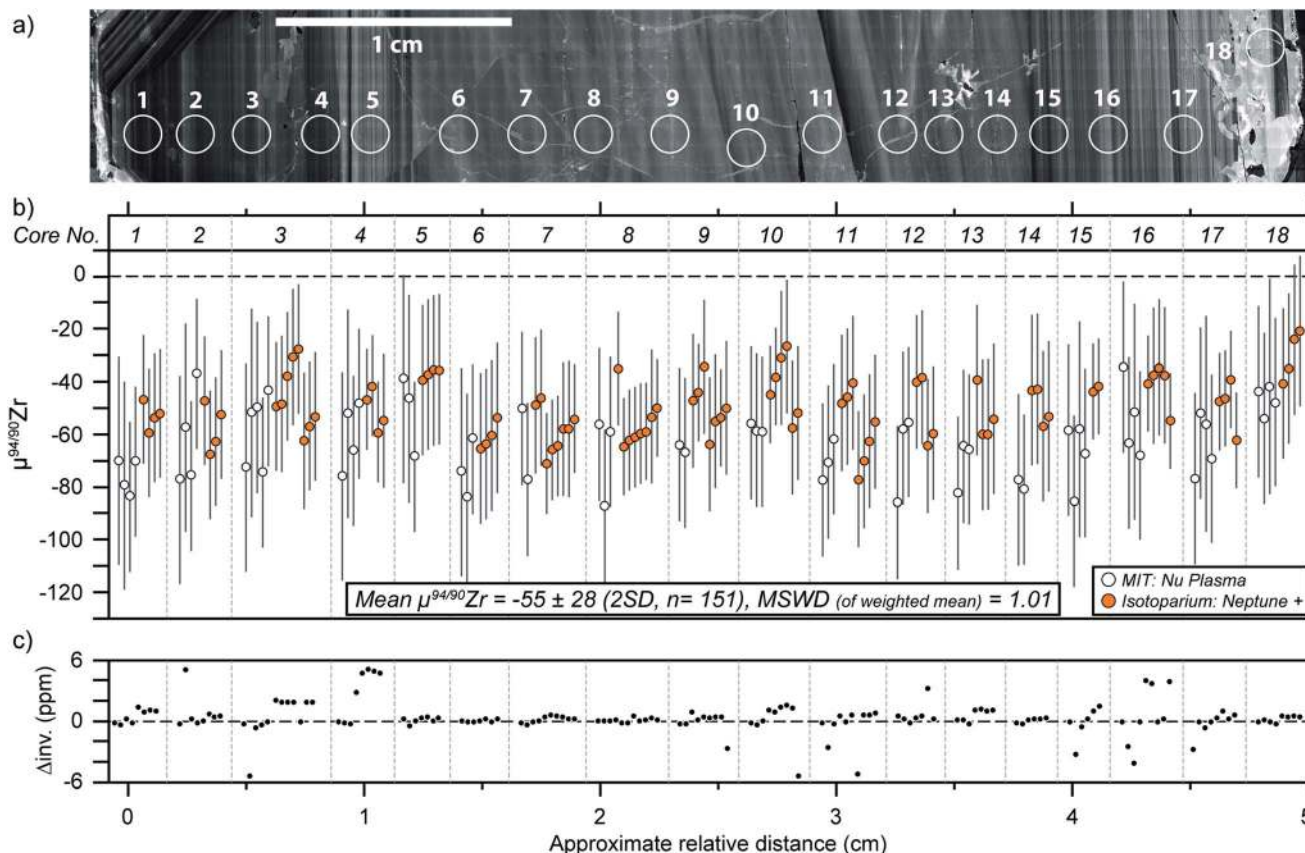 a)
1 cm
18
1 2 3 4 5 6 7 8 9 10 11 12 13 14 15 16 17
b)
Core No. 1 2 3 4 5 6 7 8 9 10 11 12 13 14 15 16 17 18
0
-20
-40
-60
-80
-100
-120
μ94/90Zr
Mean μ94/90Zr = -55 ± 28 (2SD, n= 151), MSWD (of weighted mean) = 1.01
MIT: Nu Plasma
Isotoparium: Neptune +
c)
6
0
-6
Δinv. (ppm)
0 1 2 3 4 5
Approximate relative distance (cm)